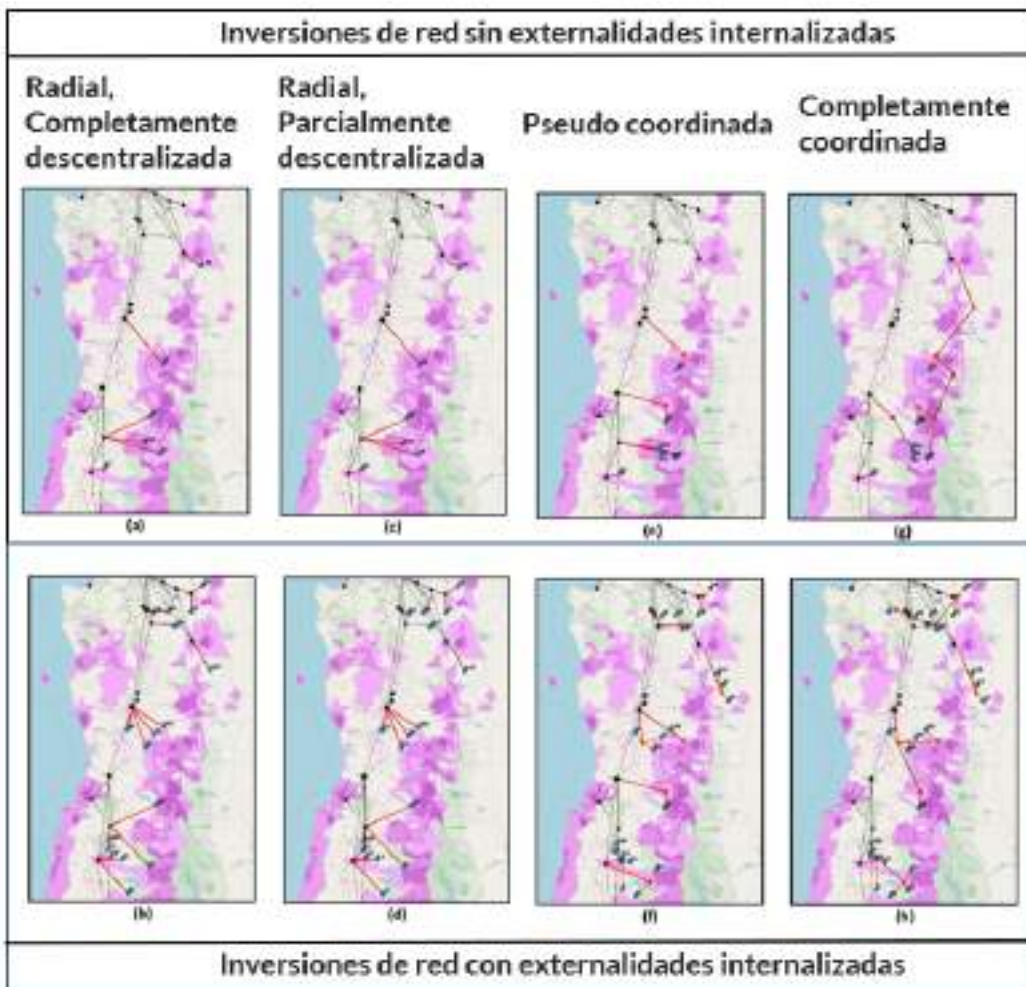 Inversiones de red sin externalidades internalizadas
Radial,
Completamente
descentralizada
Radial,
Parcialmente
descentralizada
Pseudo coordinada
Completamente
coordinada
(a)
(c)
(e)
(g)
(b)
(d)
(f)
Inversiones de red con externalidades internalizadas